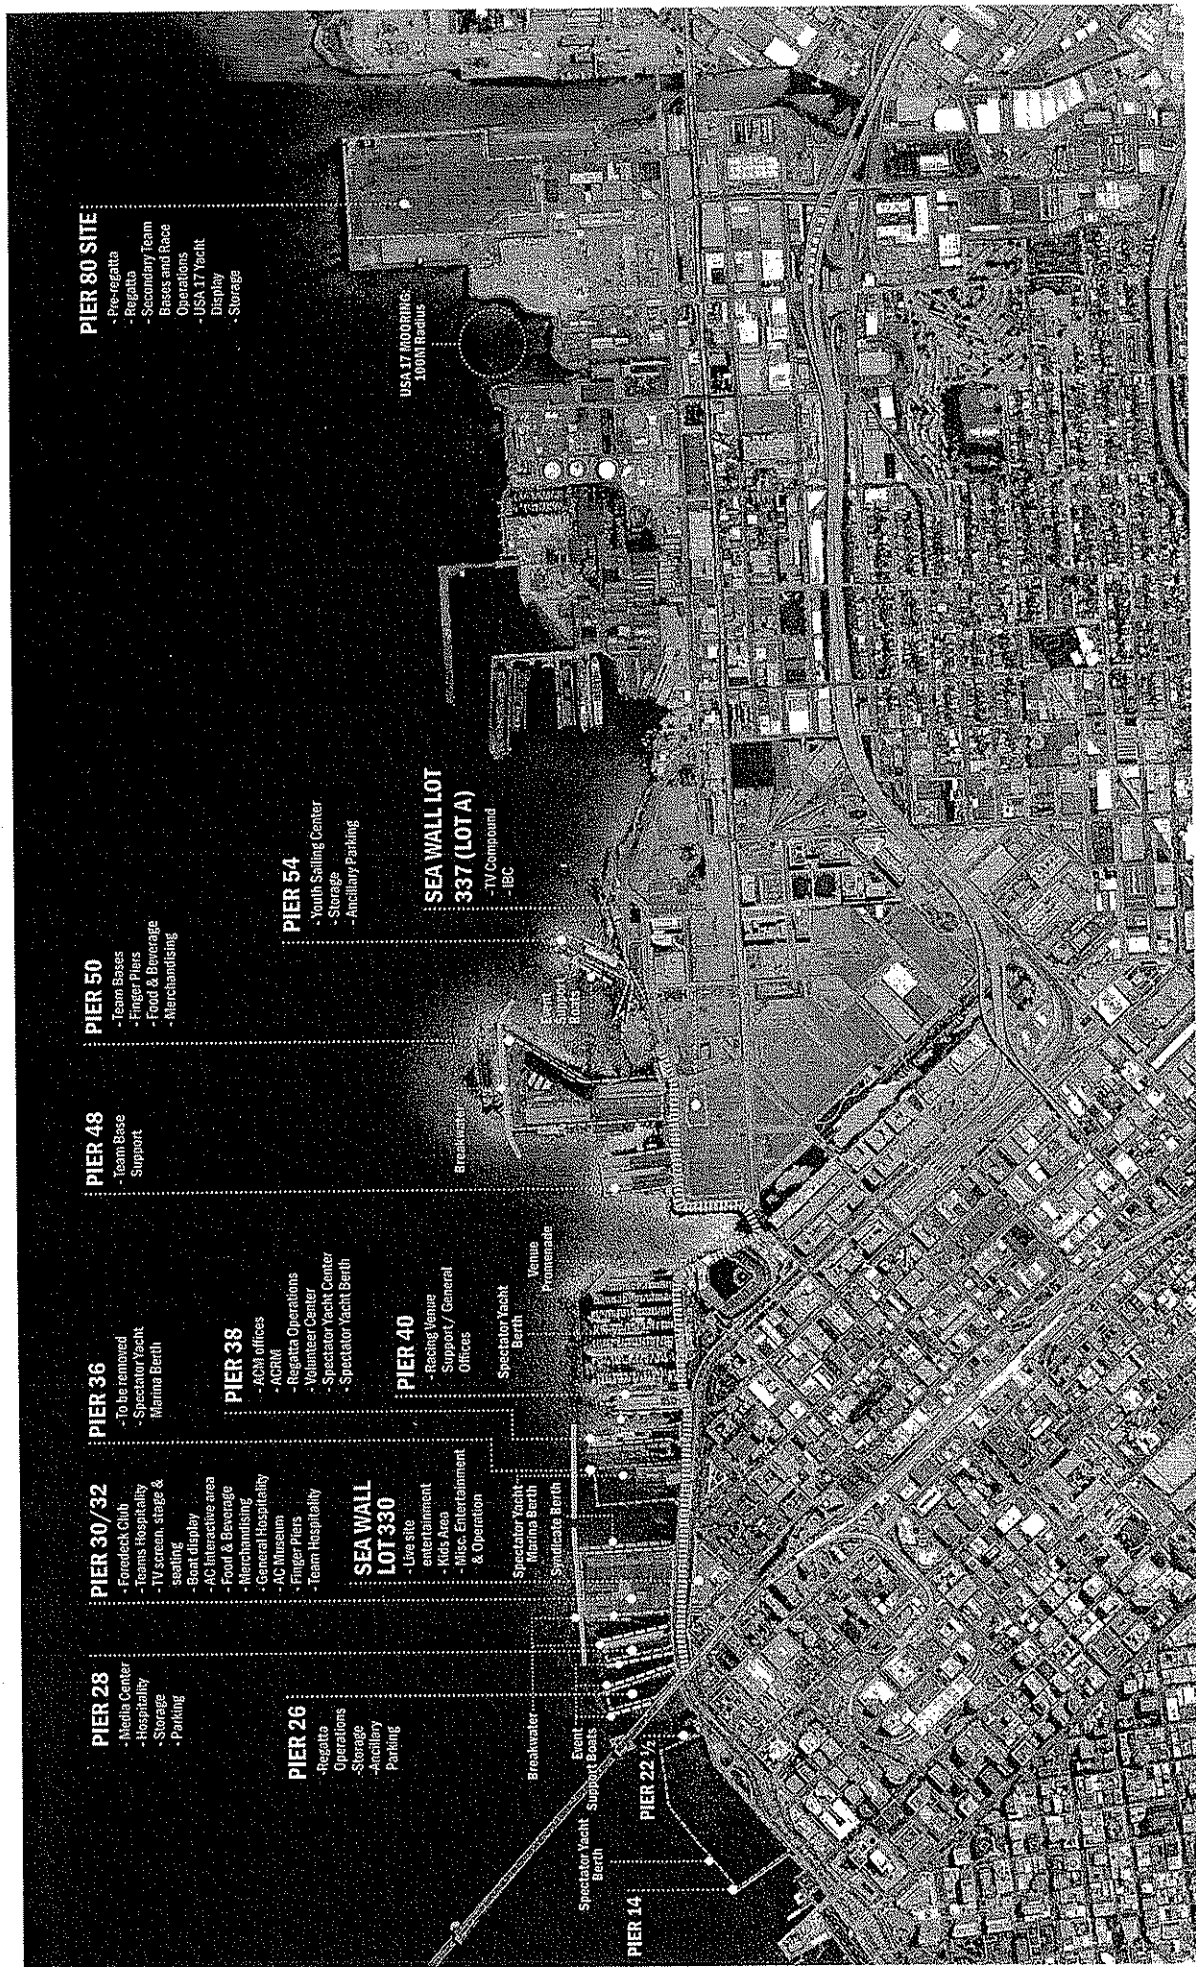 PIER 28
- Media Center
- Hospitality
- Storage
- Parking
PIER 30/32
- Foredeck Club
- Teams Hospitality
- TV screen, stage &
seating
- Boat display
- AC Interactive area
- Food & Beverage
- Merchandising
- General Hospitality
- AC Museum
- Finger Piers
- Team Hospitality
PIER 36
- To be removed
- Spectator Yacht
Marina Berth
PIER 48
- Team Base
Support
PIER 50
- Team Bases
- Finger Piers
- Food & Beverage
- Merchandising
PIER 80 SITE
- Pre-regatta
- Regatta
- Secondary Team
Bases and Race
Operations
- USA 17 Yacht
Display
- Storage
PIER 26
- Regatta
Operations
- Storage
- Ancillary
Parking
SEA WALL
LOT 330
- Live site
entertainment
- Kids Area
- Misc. Entertainment
& Operation
PIER 38
- ACM offices
- ACRM
- Regatta Operations
- Volunteer Center
- Spectator Yacht Center
- Spectator Yacht Berth
PIER 40
- Racing Venue
Support / General
Offices
PIER 54
- Youth Sailing Center
- Storage
- Ancillary Parking
SEA WALL LOT
337 (LOT A)
- TV Compound
- IBC
USA 17 MOORING:
100M Radius
Breakwater
Spectator Yacht
Berth
Venue
Promenade
Spectator Yacht
Marina Berth
Syndicate Berth
Breakwater
Event
Support Boats
Event
Support
Boats
Spectator Yacht
Berth
PIER 22 ½
PIER 14